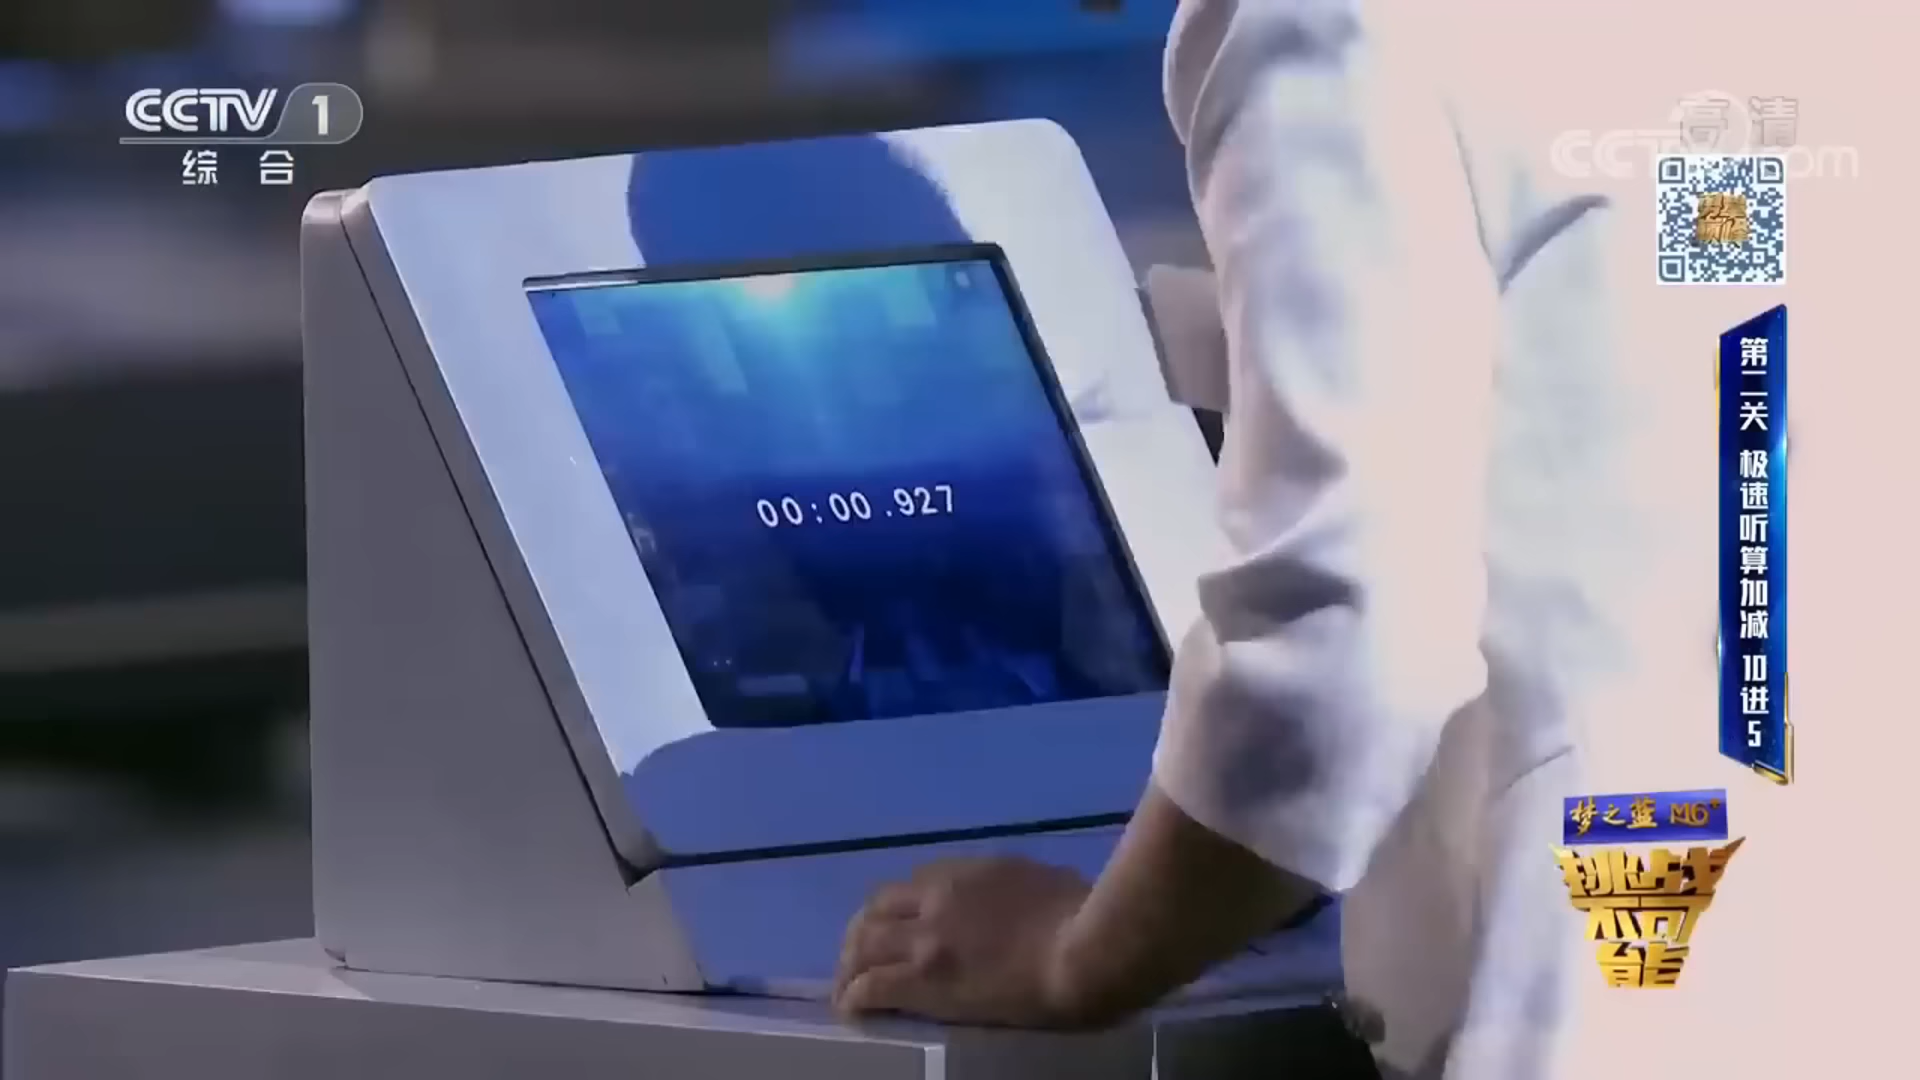 CCTV 1
综 合
高清
CCTV.com
00:00.927
第二关 极速听算加减 10进5
梦之蓝 M6+
挑战
不可
能